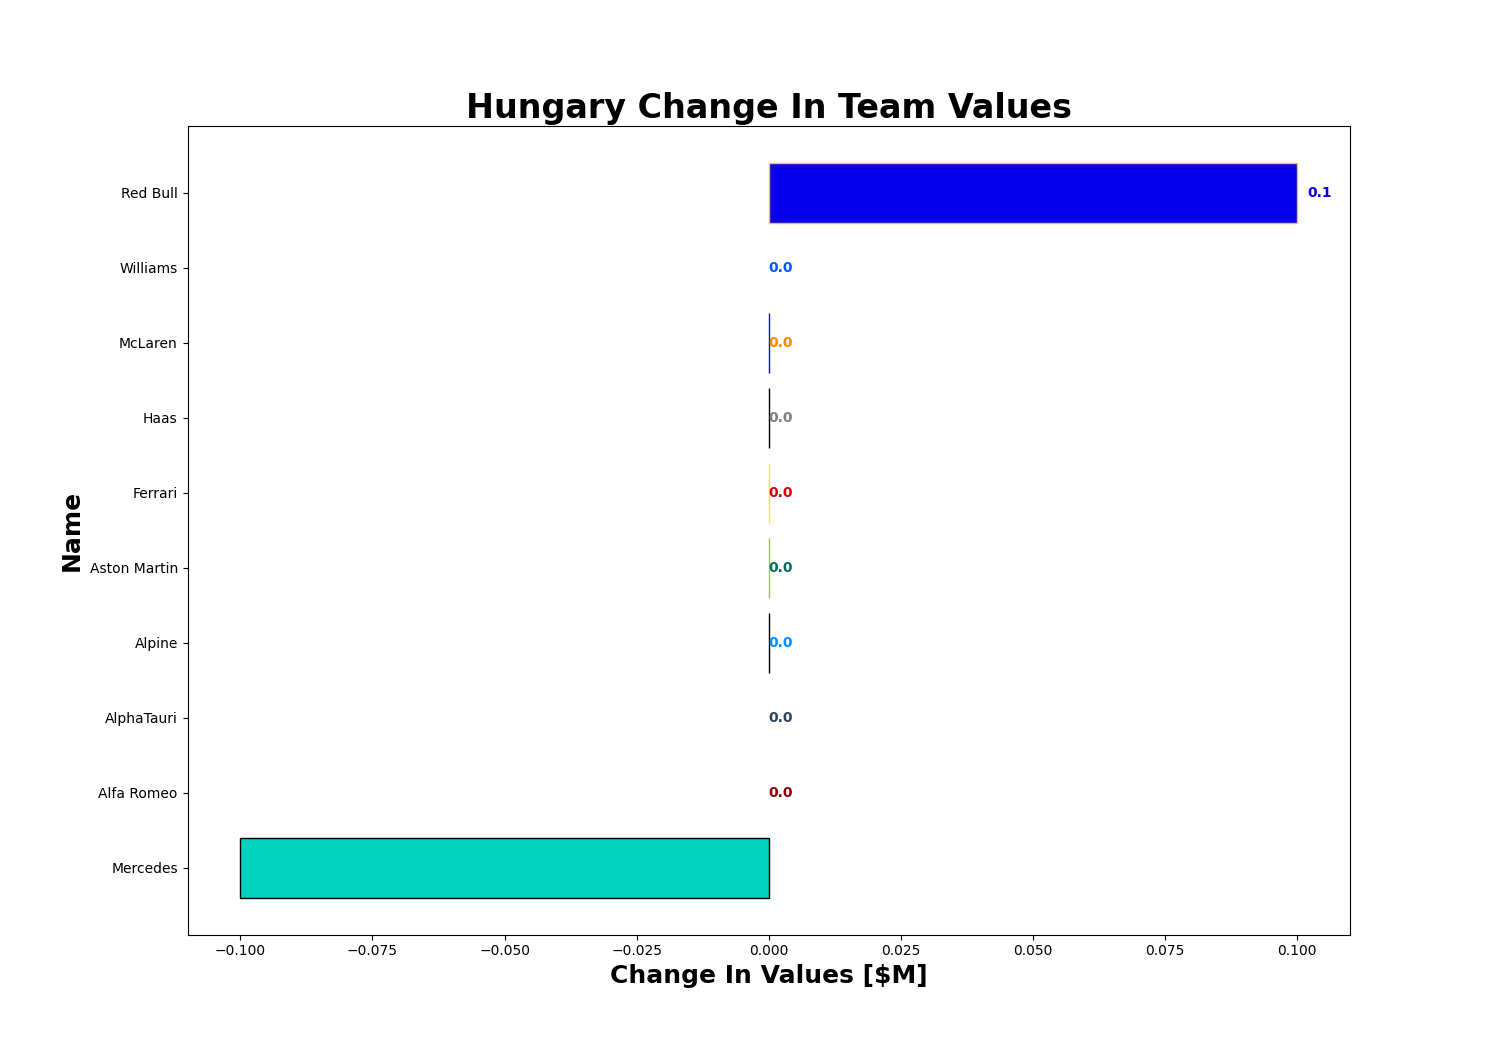 Hungary Change In Team Values
Red Bull
0.1
Williams
0.0
McLaren
0.0
Haas
0.0
Ferrari
0.0
Aston Martin
0.0
Alpine
0.0
AlphaTauri
0.0
Alfa Romeo
0.0
Mercedes
Name
−0.100 −0.075 −0.050 −0.025 0.000 0.025 0.050 0.075 0.100
Change In Values [$M]